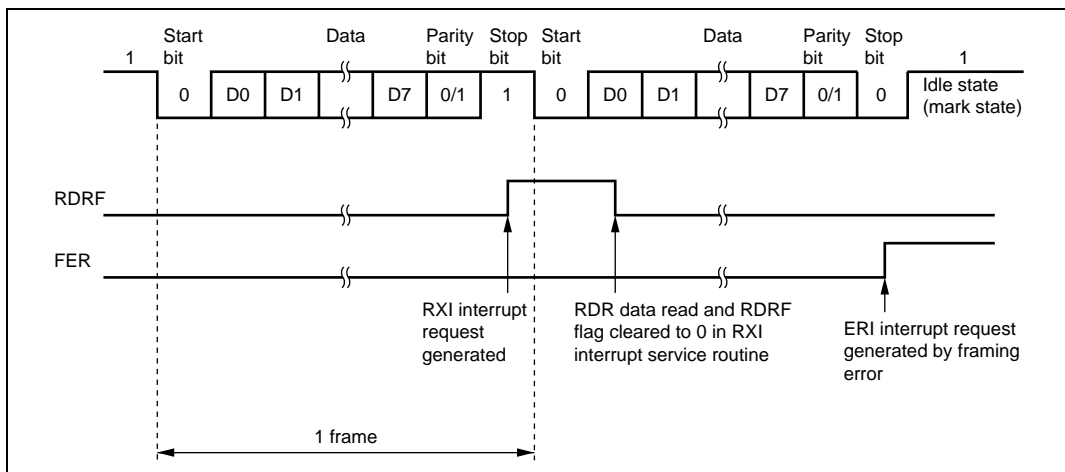 Start bit
Data
Parity bit
Stop bit
Start bit
Data
Parity bit
Stop bit
1
1
0
D0
D1
D7
0/1
1
0
D0
D1
D7
0/1
0
Idle state
(mark state)
RDRF
FER
RXI interrupt
request
generated
RDR data read and RDRF
flag cleared to 0 in RXI
interrupt service routine
ERI interrupt request
generated by framing
error
1 frame